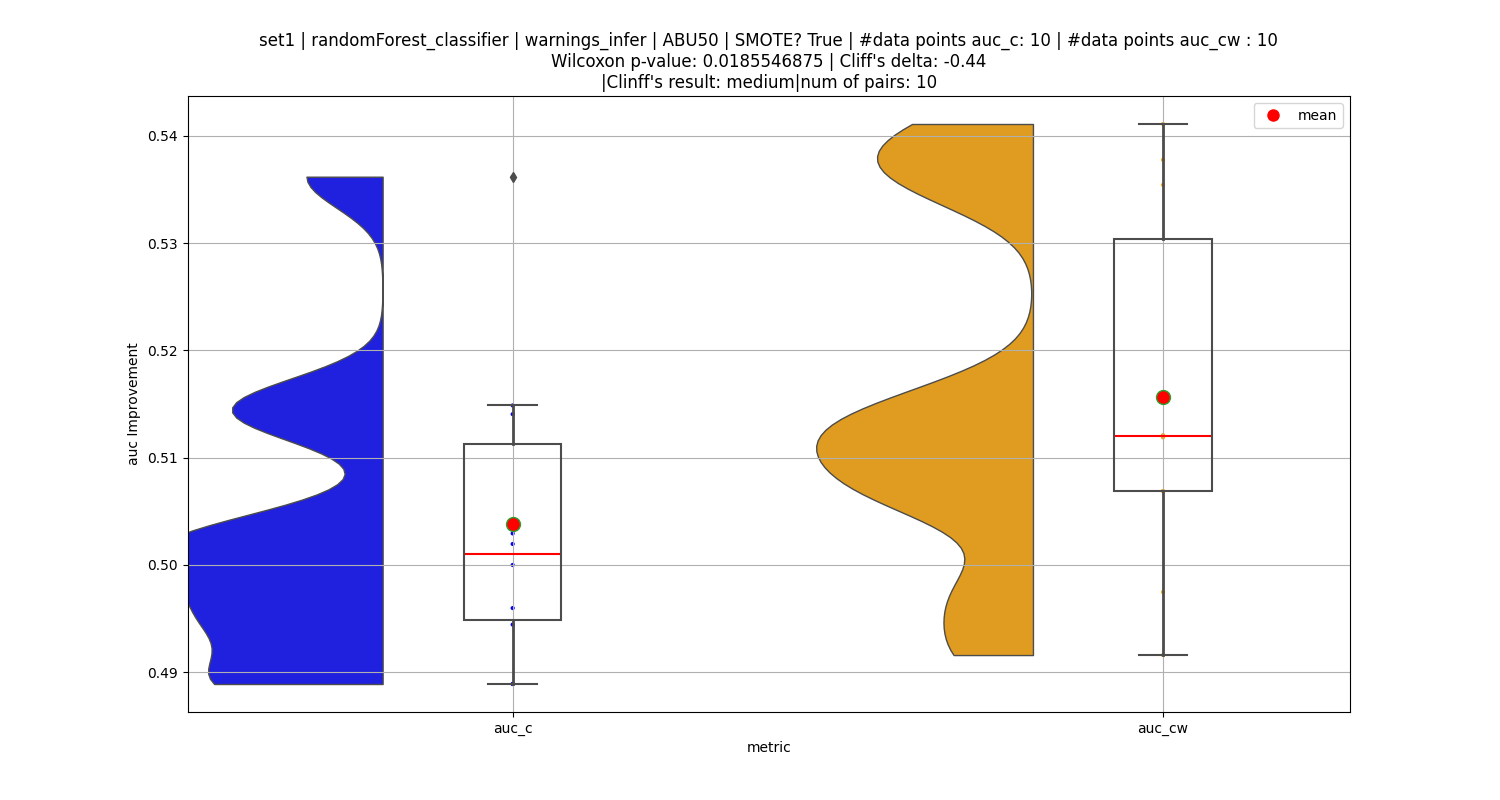 set1 | randomForest_classifier | warnings_infer | ABU50 | SMOTE? True | #data points auc_c: 10 | #data points auc_cw : 10
Wilcoxon p-value: 0.0185546875 | Cliff's delta: -0.44
|Clinff's result: medium|num of pairs: 10
mean
0.54
0.53
0.52
0.51
0.50
0.49
auc Improvement
auc_c
auc_cw
metric